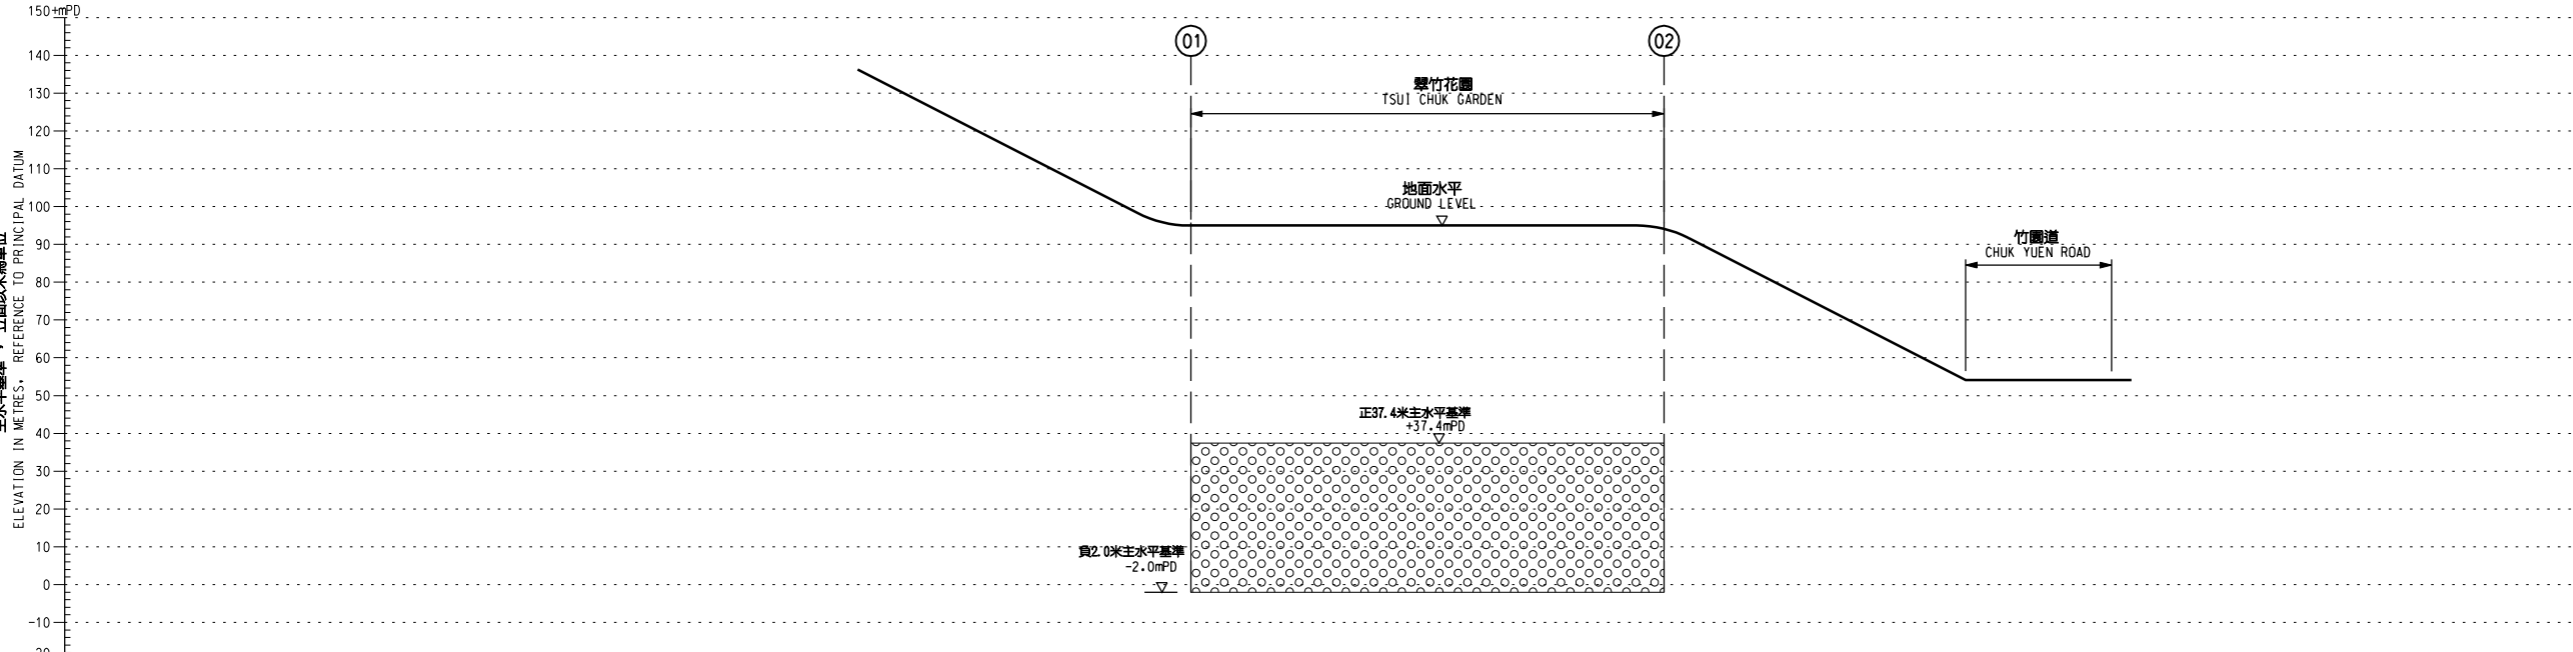 150+mPD
140
130
120
110
100
90
80
70
60
50
40
30
20
10
0
-10
ELEVATION IN METRES. REFERENCE TO PRINCIPAL DATUM
01
02
翠竹花園
TSUI CHUK GARDEN
地面水平
GROUND LEVEL
竹園道
CHUK YUEN ROAD
正37.4米主水平基準
+37.4mPD
負2.0米主水平基準
-2.0mPD